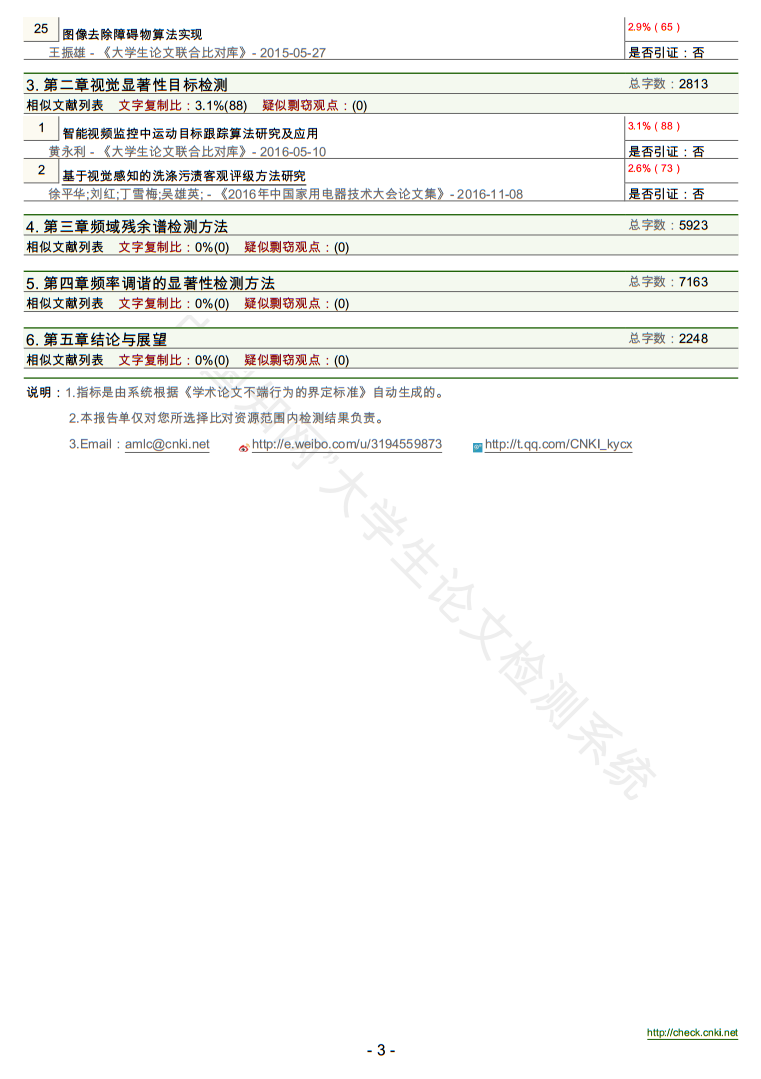 25 图像去除障碍物算法实现 2.9%（65）
王振雄 - 《大学生论文联合比对库》- 2015-05-27 是否引证：否
3. 第二章视觉显著性目标检测 总字数：2813
相似文献列表 文字复制比：3.1%(88) 疑似剽窃观点：(0)
1 智能视频监控中运动目标跟踪算法研究及应用 3.1%（88）
黄永利 - 《大学生论文联合比对库》- 2016-05-10 是否引证：否
2 基于视觉感知的洗涤污渍客观评级方法研究 2.6%（73）
徐平华;刘红;丁雪梅;吴雄英; - 《2016年中国家用电器技术大会论文集》- 2016-11-08 是否引证：否
4. 第三章频域残余谱检测方法 总字数：5923
相似文献列表 文字复制比：0%(0) 疑似剽窃观点：(0)
5. 第四章频率调谐的显著性检测方法 总字数：7163
相似文献列表 文字复制比：0%(0) 疑似剽窃观点：(0)
6. 第五章结论与展望 总字数：2248
相似文献列表 文字复制比：0%(0) 疑似剽窃观点：(0)
说明：1.指标是由系统根据《学术论文不端行为的界定标准》自动生成的。
2.本报告单仅对您所选择比对资源范围内检测结果负责。
3.Email：amlc@cnki.net http://e.weibo.com/u/3194559873 http://t.qq.com/CNKI_kycx
知网”大学生论文检测系统
http://check.cnki.net
- 3 -